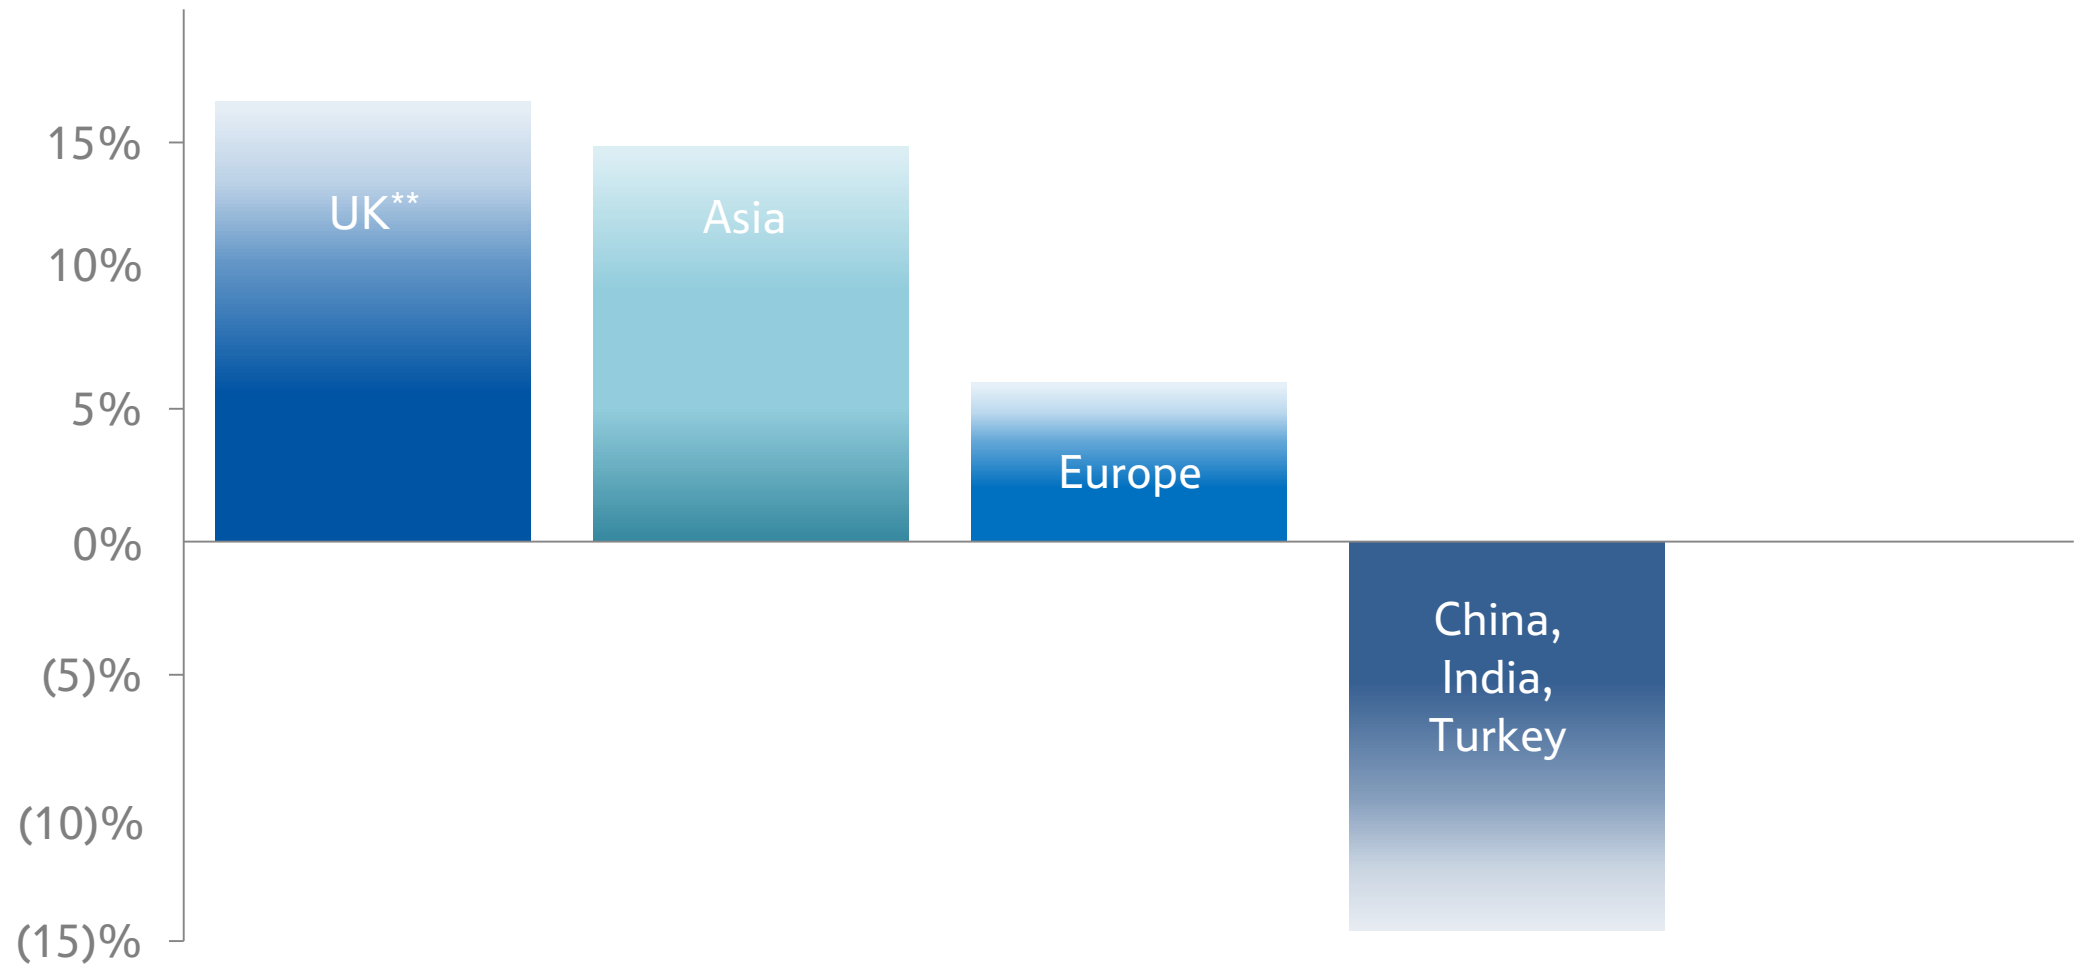 15%
10%
5%
0%
(5)%
(10)%
(15)%
UK**
Asia
Europe
China,
India,
Turkey